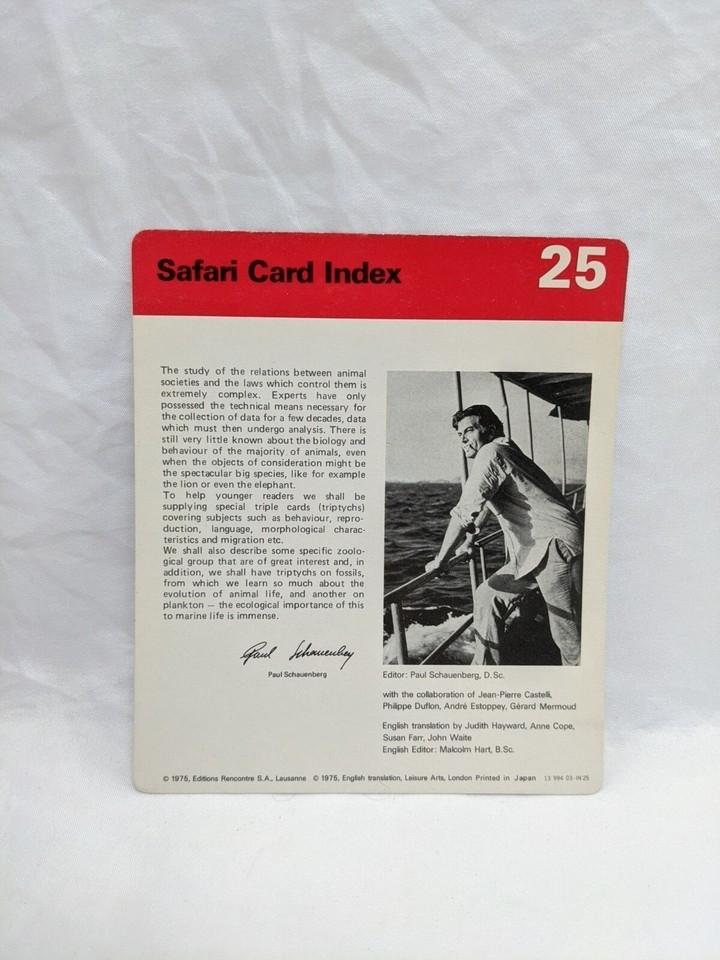 Safari Card Index
25
The study of the relations between animal
societies and the laws which control them is
extremely complex. Experts have only
possessed the technical means necessary for
the collection of data for a few decades, data
which must then undergo analysis. There is
still very little known about the biology and
behaviour of the majority of animals, even
when the objects of consideration might be
the spectacular big species, like for example
the lion or even the elephant.
To help younger readers we shall be
supplying special triple cards (triptychs)
covering subjects such as behaviour, repro-
duction, language, morphological charac-
teristics and migration etc.
We shall also describe some specific zoolo-
gical group that are of great interest and, in
addition, we shall have triptychs on fossils,
from which we learn so much about the
evolution of animal life, and another on
plankton — the ecological importance of this
to marine life is immense.
Paul Schauenberg
Paul Schauenberg
Editor: Paul Schauenberg, D.Sc.
with the collaboration of Jean-Pierre Castelli,
Philippe Duflon, André Estoppey, Gérard Mermoud
English translation by Judith Hayward, Anne Cope,
Susan Farr, John Waite
English Editor: Malcolm Hart, B.Sc.
© 1975, Editions Rencontre S.A., Lausanne © 1975, English translation, Leisure Arts, London Printed in Japan 13 994 03-IN 25